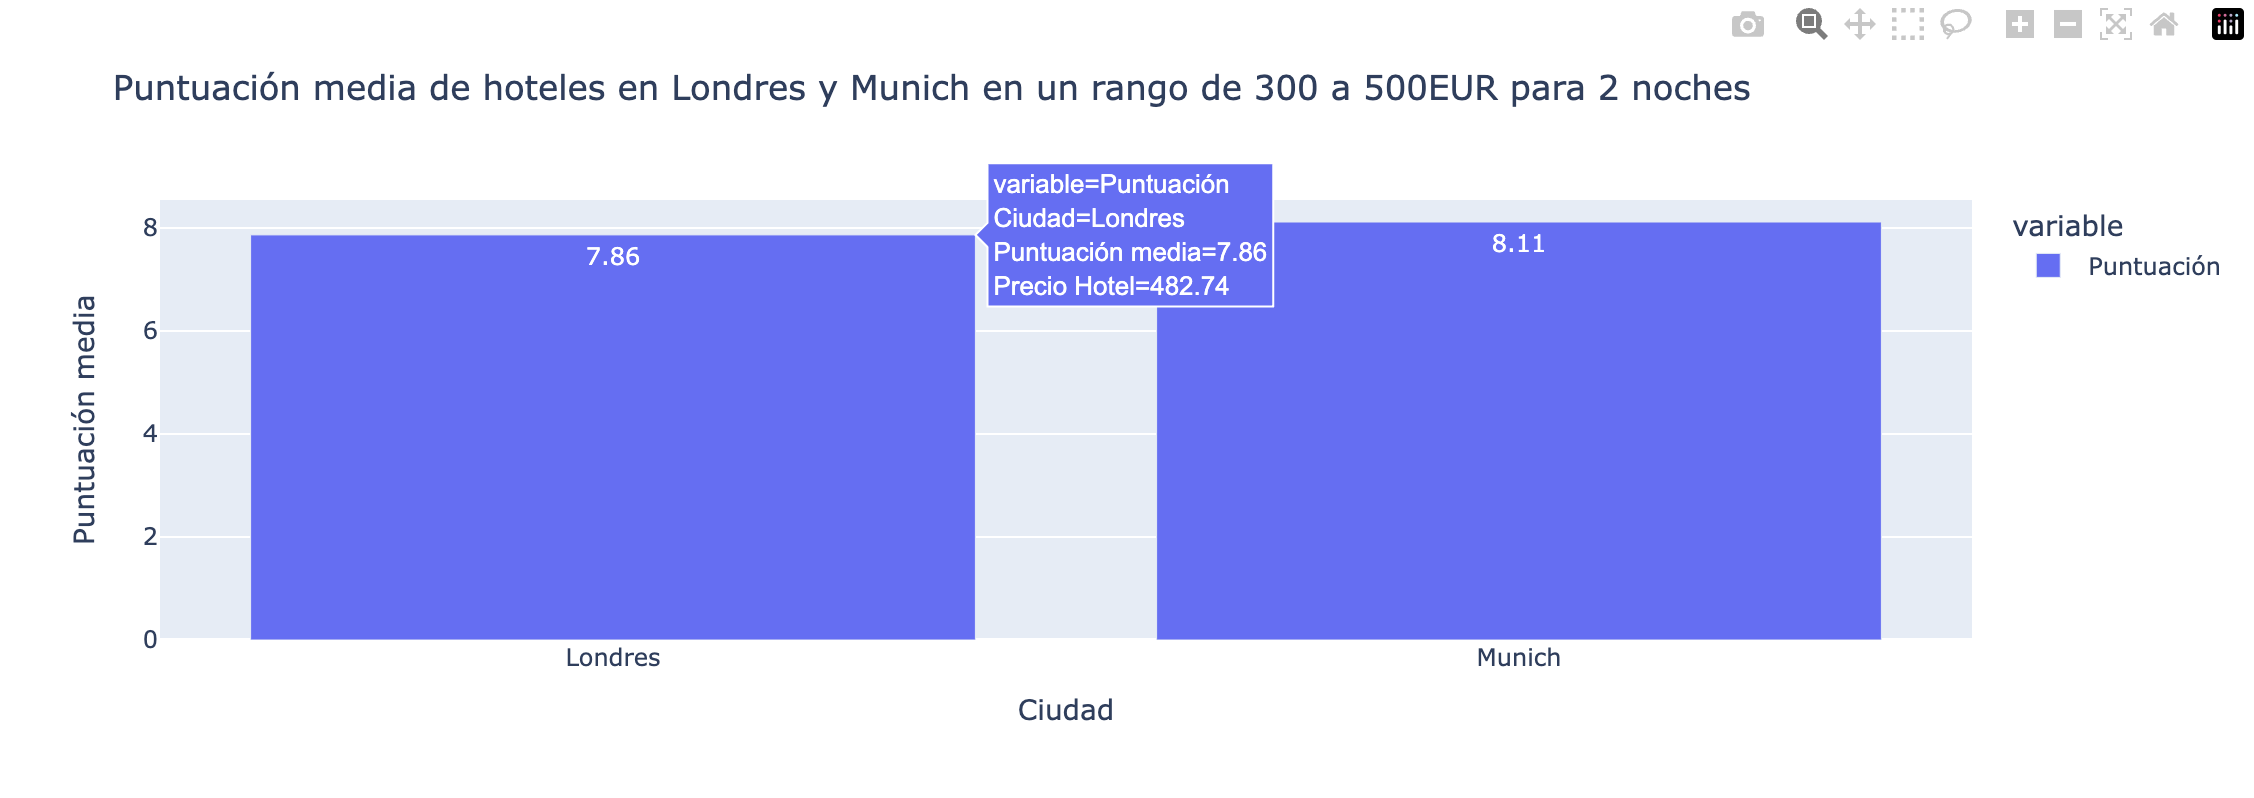 Puntuación media de hoteles en Londres y Munich en un rango de 300 a 500EUR para 2 noches
variable=Puntuación
Ciudad=Londres
Puntuación media=7.86
Precio Hotel=482.74
7.86
8.11
variable
Puntuación
Puntuación media
8
6
4
2
0
Londres
Munich
Ciudad